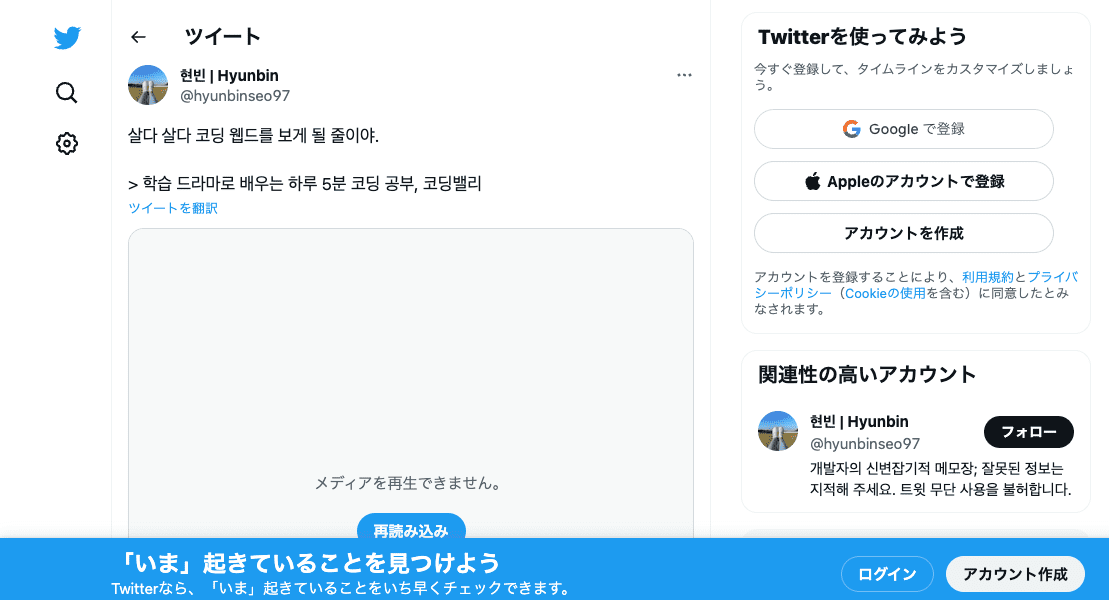 ツイート
현빈 | Hyunbin
@hyunbinseo97
살다 살다 코딩 웹드를 보게 될 줄이야.
> 학습 드라마로 배우는 하루 5분 코딩 공부, 코딩밸리
ツイートを翻訳
メディアを再生できません。
再読み込み
Twitterを使ってみよう
今すぐ登録して、タイムラインをカスタマイズしましょ
う。
Google で登録
Appleのアカウントで登録
アカウントを作成
アカウントを登録することにより、利用規約とプライバ
シーポリシー（Cookieの使用を含む）に同意したとみ
なされます。
関連性の高いアカウント
현빈 | Hyunbin
@hyunbinseo97
フォロー
개발자의 신변잡기적 메모장; 잘못된 정보는
지적해 주세요. 트윗 무단 사용을 불허합니다.
「いま」起きていることを見つけよう
Twitterなら、「いま」起きていることをいち早くチェックできます。
ログイン
アカウント作成